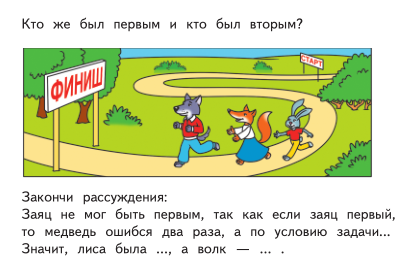 Кто же был первым и кто был вторым?
СТАРТ
ФИНИШ
Закончи рассуждения:
Заяц не мог быть первым, так как если заяц первый,
то медведь ошибся два раза, а по условию задачи...
Значит, лиса была ..., а волк — ... .